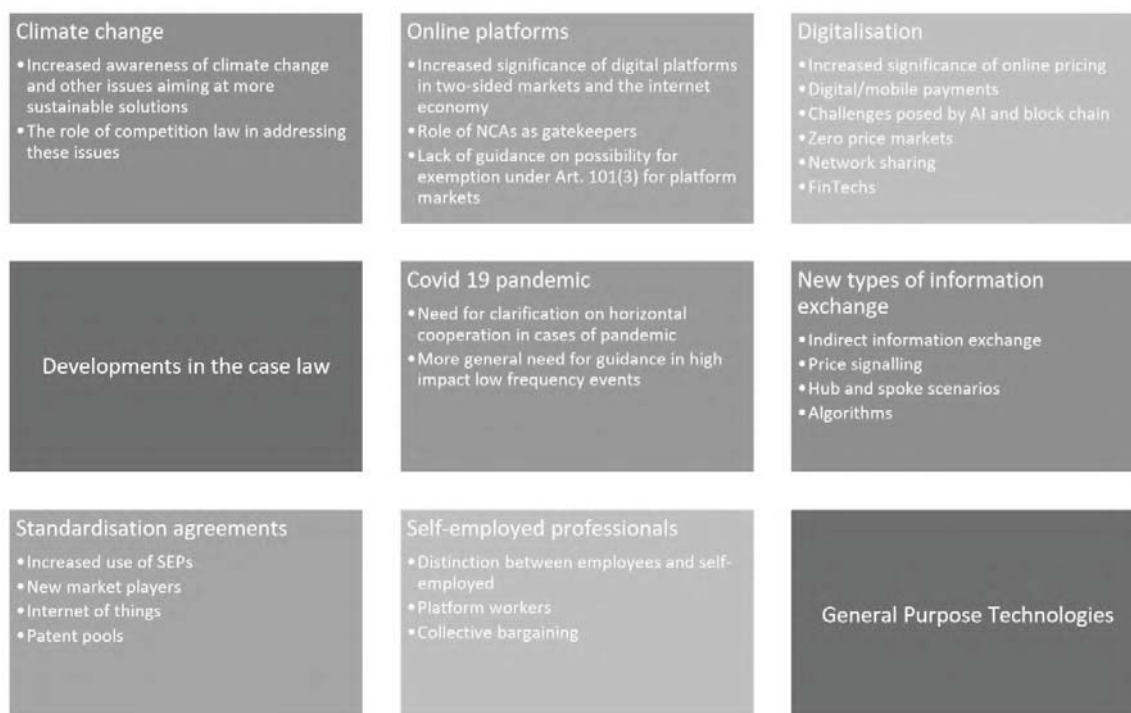 Climate change
• Increased awareness of climate change
and other issues aiming at more
sustainable solutions
• The role of competition law in addressing
these issues
Online platforms
• Increased significance of digital platforms
in two-sided markets and the internet
economy
• Role of NCAs as gatekeepers
• Lack of guidance on possibility for
exemption under Art. 101(3) for platform
markets
Digitalisation
• Increased significance of online pricing
• Digital/mobile payments
• Challenges posed by AI and block chain
• Zero price markets
• Network sharing
• FinTechs
Developments in the case law
Covid 19 pandemic
• Need for clarification on horizontal
cooperation in cases of pandemic
• More general need for guidance in high
impact low frequency events
New types of information
exchange
• Indirect information exchange
• Price signalling
• Hub and spoke scenarios
• Algorithms
Standardisation agreements
• Increased use of SEPs
• New market players
• Internet of things
• Patent pools
Self-employed professionals
• Distinction between employees and self-
employed
• Platform workers
• Collective bargaining
General Purpose Technologies